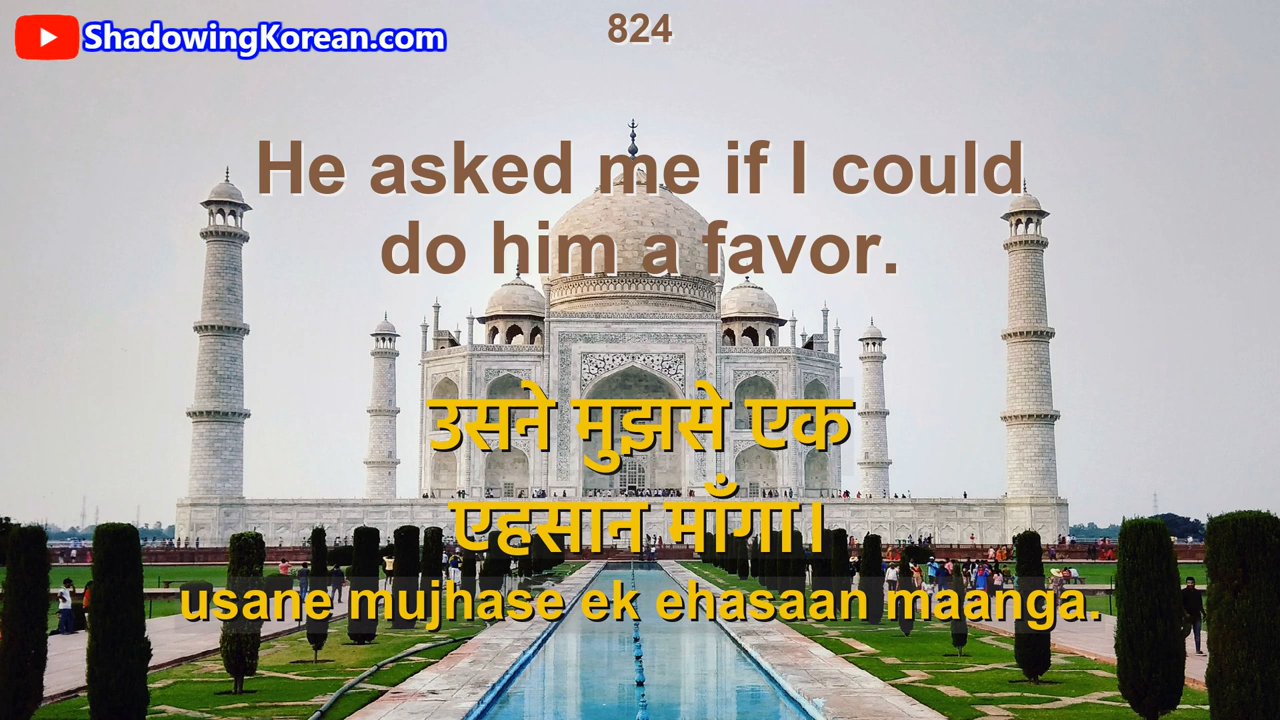 ShadowingKorean.com
824
He asked me if I could
do him a favor.
उसने मुझसे एक
एहसान माँगा।
usane mujhase ek ehasaan maanga.